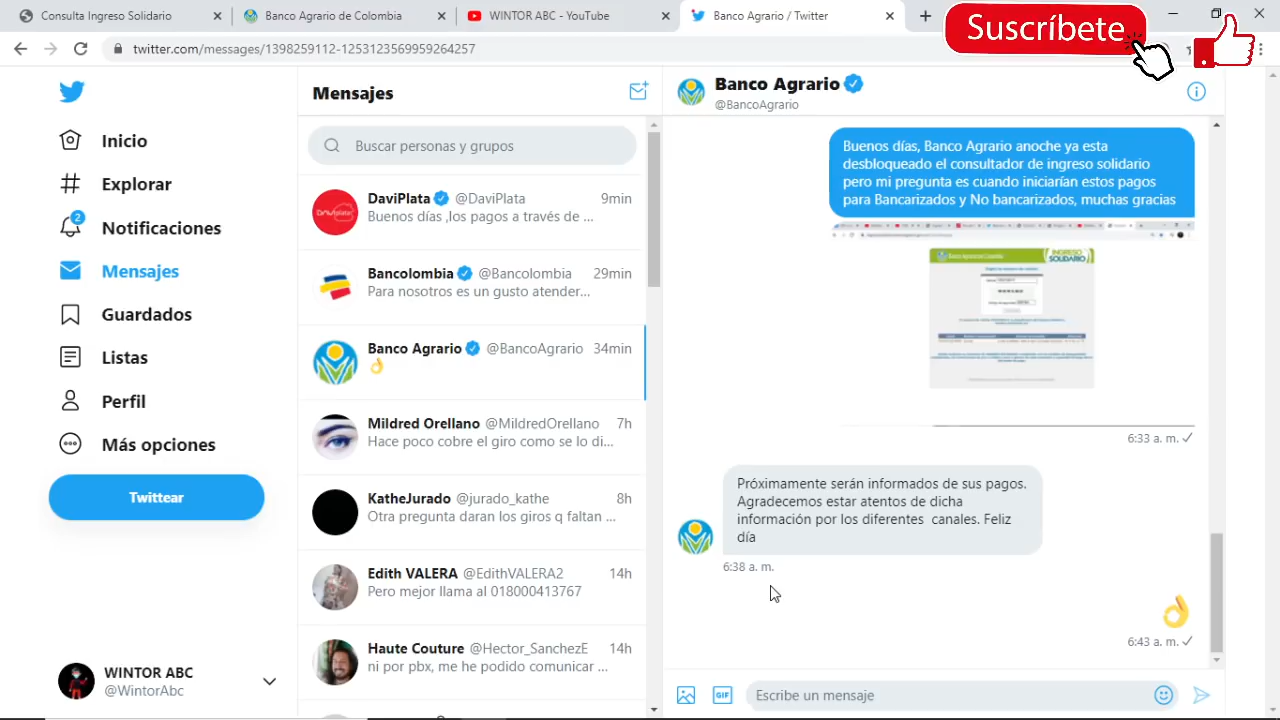 Consulta Ingreso Solidario
Banco Agrario de Colombia
WINTOR ABC - YouTube
Banco Agrario / Twitter
Suscríbete
twitter.com/messages/1398259112-1253123569959264257
Inicio
Explorar
2
Notificaciones
Mensajes
Guardados
Listas
Perfil
Más opciones
Twittear
WINTOR ABC
@WintorAbc
Mensajes
Buscar personas y grupos
DaviPlata @DaviPlata 9min
Buenos días ,los pagos a través de ...
Bancolombia @Bancolombia 29min
Para nosotros es un gusto atender...
nco Agrario @BancoAgrario 34min
Mildred Orellano @MildredOrellano 7h
Hace poco cobre el giro como se lo di...
KatheJurado @jurado_kathe 8h
Otra pregunta daran los giros q faltan ...
Edith VALERA @EdithVALERA2 14h
Pero mejor llama al 018000413767
Haute Couture @Hector_SanchezE 14h
ni por pbx, me he podido comunicar ...
Banco Agrario
@BancoAgrario
Buenos días, Banco Agrario anoche ya esta
desbloqueado el consultador de ingreso solidario
pero mi pregunta es cuando iniciarían estos pagos
para Bancarizados y No bancarizados, muchas gracias
INGRESO
SOLIDARIO
6:33 a. m.
Próximamente serán informados de sus pagos.
Agradecemos estar atentos de dicha
información por los diferentes canales. Feliz
día
6:38 a. m.
6:43 a. m.
GIF
Escribe un mensaje